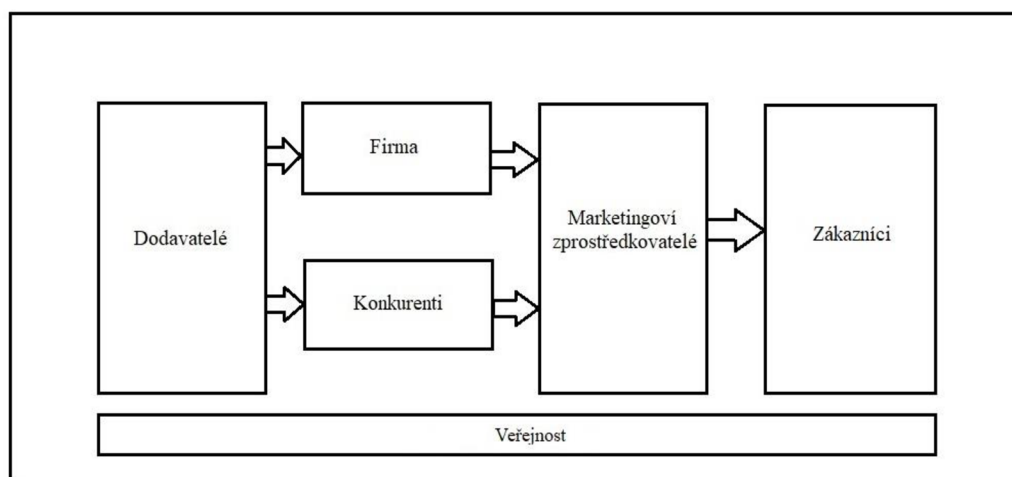 Dodavatelé
Firma
Konkurenti
Marketingoví
zprostředkovatelé
Zákazníci
Veřejnost